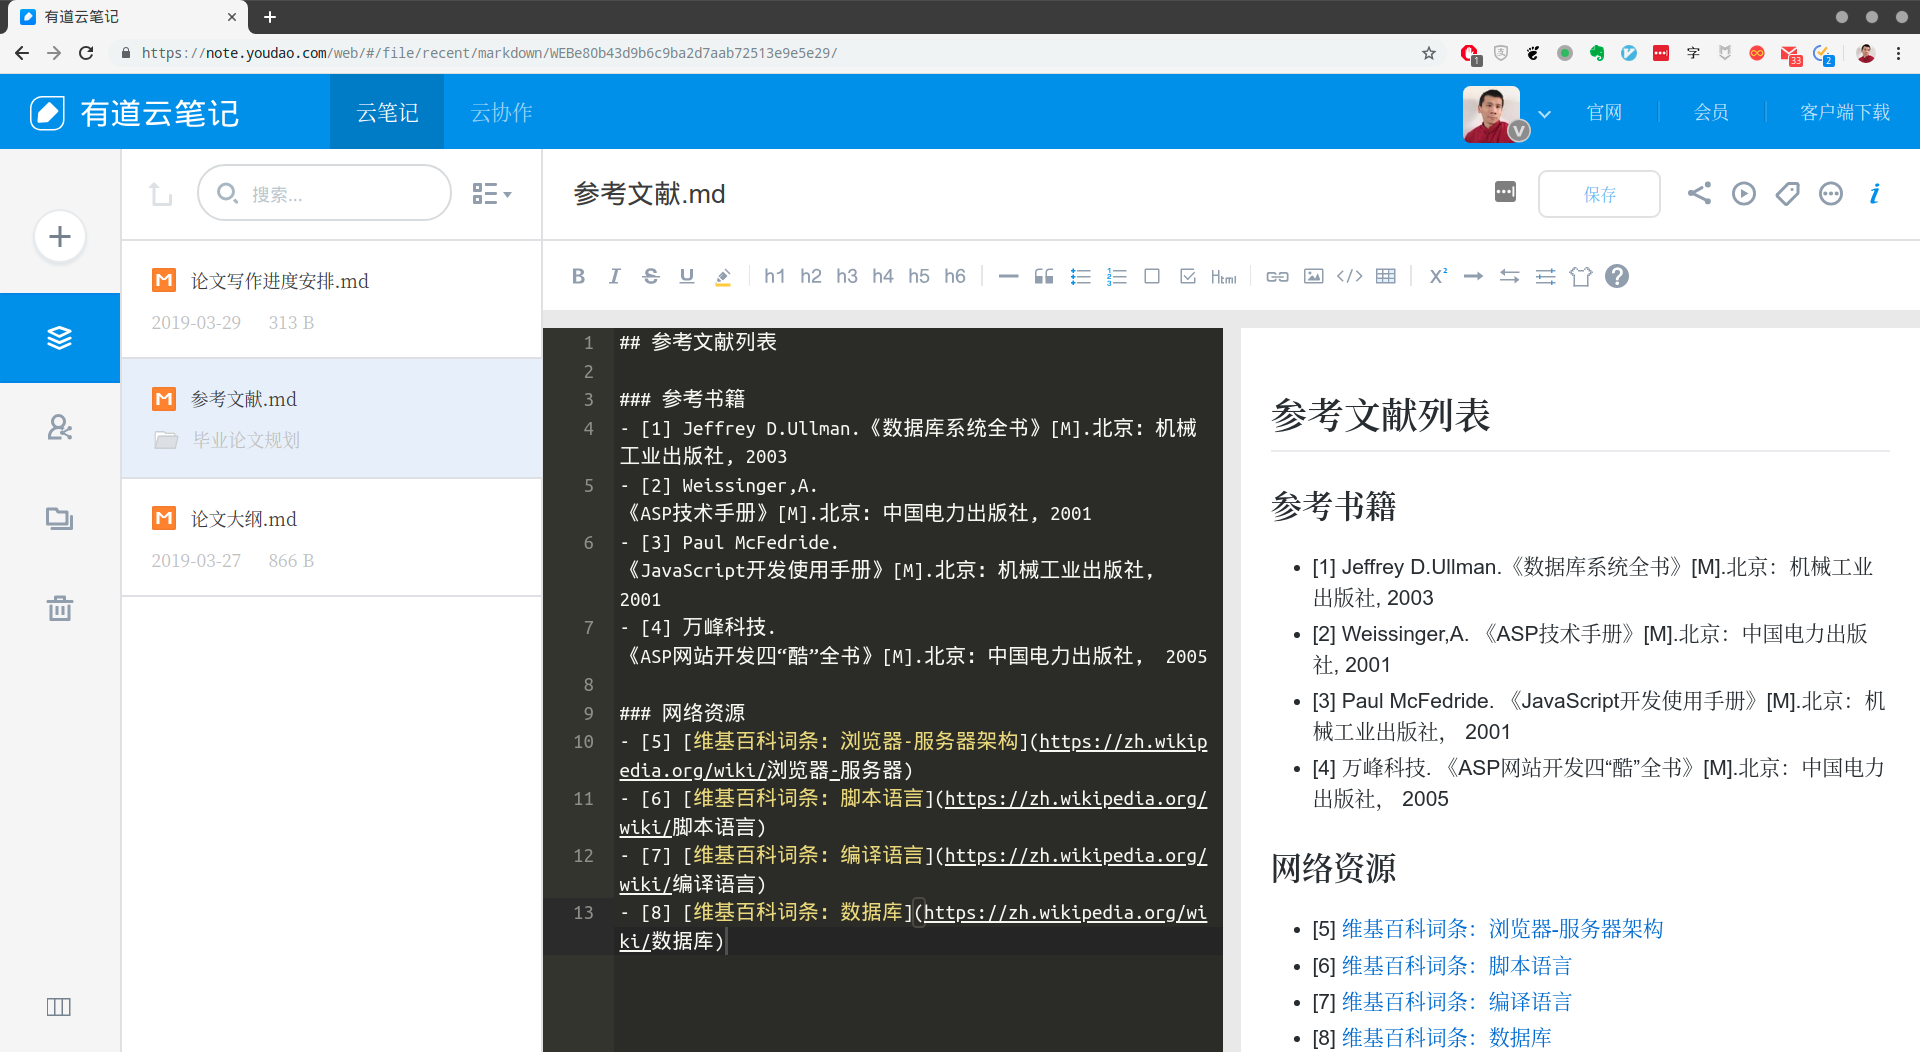 有道云笔记
https://note.youdao.com/web/#/file/recent/markdown/WEBe80b43d9b6c9ba2d7aab72513e9e5e29/
1
字
33
2
有道云笔记
云笔记
云协作
V
官网
会员
客户端下载
搜索...
参考文献.md
保存
B I S U h1 h2 h3 h4 h5 h6 Html X²
论文写作进度安排.md
2019-03-29 313 B
参考文献.md
毕业论文规划
论文大纲.md
2019-03-27 866 B
1 ## 参考文献列表
2
3 ### 参考书籍
4 - [1] Jeffrey D.Ullman.《数据库系统全书》[M].北京：机械
工业出版社, 2003
5 - [2] Weissinger,A.
《ASP技术手册》[M].北京：中国电力出版社, 2001
6 - [3] Paul McFedride.
《JavaScript开发使用手册》[M].北京：机械工业出版社，
2001
7 - [4] 万峰科技.
《ASP网站开发四“酷”全书》[M].北京：中国电力出版社， 2005
8
9 ### 网络资源
10 - [5] [维基百科词条：浏览器-服务器架构](https://zh.wikip
edia.org/wiki/浏览器-服务器)
11 - [6] [维基百科词条：脚本语言](https://zh.wikipedia.org/
wiki/脚本语言)
12 - [7] [维基百科词条：编译语言](https://zh.wikipedia.org/
wiki/编译语言)
13 - [8] [维基百科词条：数据库](https://zh.wikipedia.org/wi
ki/数据库)
参考文献列表
参考书籍
• [1] Jeffrey D.Ullman.《数据库系统全书》[M].北京：机械工业
出版社, 2003
• [2] Weissinger,A. 《ASP技术手册》[M].北京：中国电力出版
社, 2001
• [3] Paul McFedride. 《JavaScript开发使用手册》[M].北京：机
械工业出版社， 2001
• [4] 万峰科技. 《ASP网站开发四“酷”全书》[M].北京：中国电力
出版社， 2005
网络资源
• [5] 维基百科词条：浏览器-服务器架构
• [6] 维基百科词条：脚本语言
• [7] 维基百科词条：编译语言
• [8] 维基百科词条：数据库